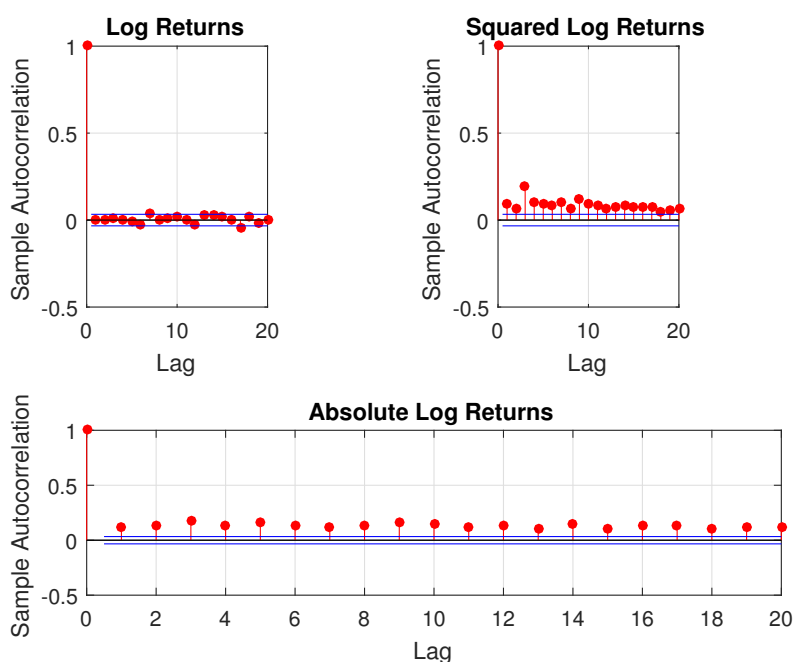 Log Returns
Sample Autocorrelation
1
0.5
0
-0.5
0 10 20
Lag
Squared Log Returns
Sample Autocorrelation
1
0.5
0
-0.5
0 10 20
Lag
Absolute Log Returns
Sample Autocorrelation
1
0.5
0
-0.5
0 2 4 6 8 10 12 14 16 18 20
Lag